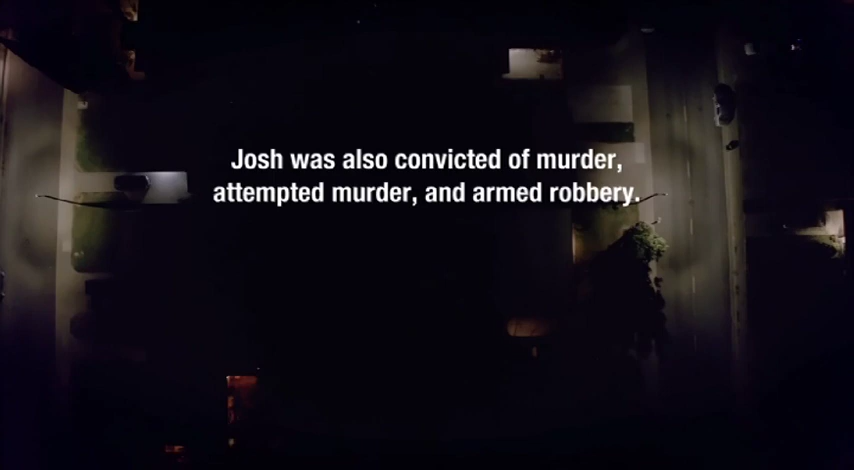 Josh was also convicted of murder,
attempted murder, and armed robbery.